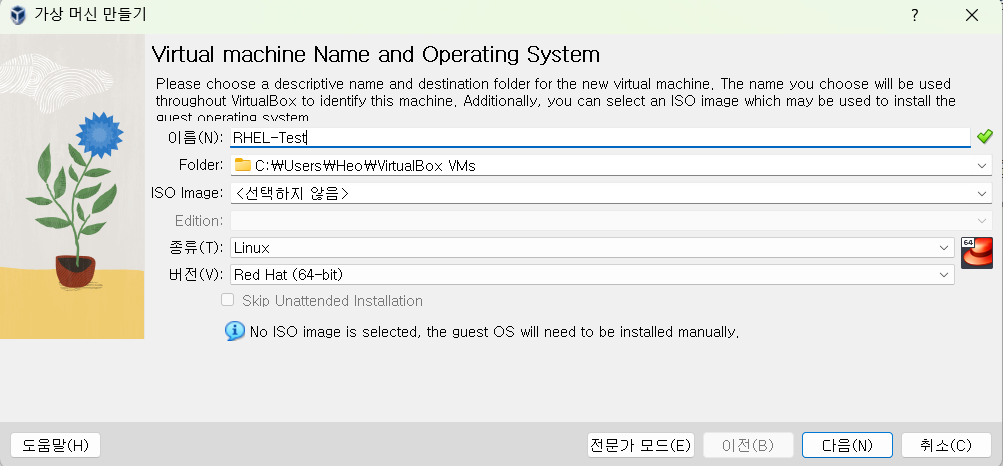 가상 머신 만들기
?
Virtual machine Name and Operating System
Please choose a descriptive name and destination folder for the new virtual machine. The name you choose will be used
throughout VirtualBox to identify this machine. Additionally, you can select an ISO image which may be used to install the
guest operating system.
이름(N): RHEL-Test
Folder: C:₩Users₩Heo₩VirtualBox VMs
ISO Image: <선택하지 않음>
Edition:
종류(T): Linux
64
버전(V): Red Hat (64-bit)
Skip Unattended Installation
No ISO image is selected, the guest OS will need to be installed manually.
도움말(H) 전문가 모드(E) 이전(B) 다음(N) 취소(C)